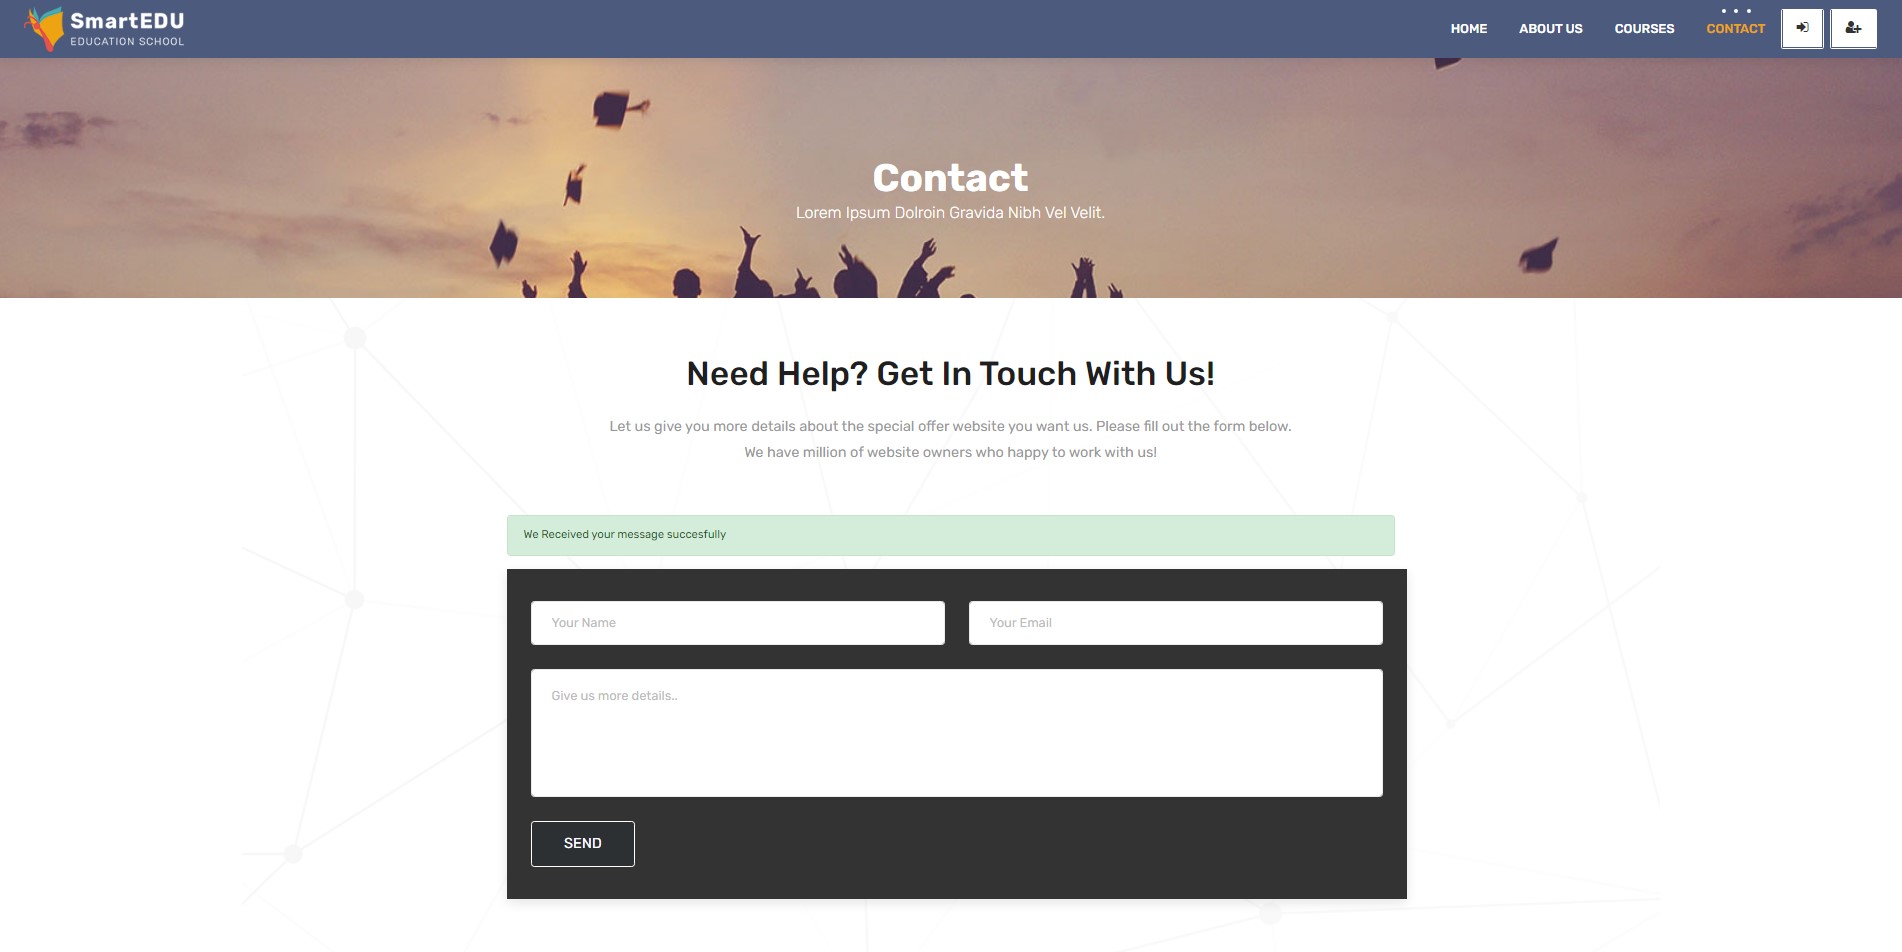 SmartEDU
EDUCATION SCHOOL
HOME
ABOUT US
COURSES
CONTACT
Contact
Lorem Ipsum Dolroin Gravida Nibh Vel Velit.
Need Help? Get In Touch With Us!
Let us give you more details about the special offer website you want us. Please fill out the form below.
We have million of website owners who happy to work with us!
We Received your message succesfully
Your Name
Your Email
Give us more details..
SEND